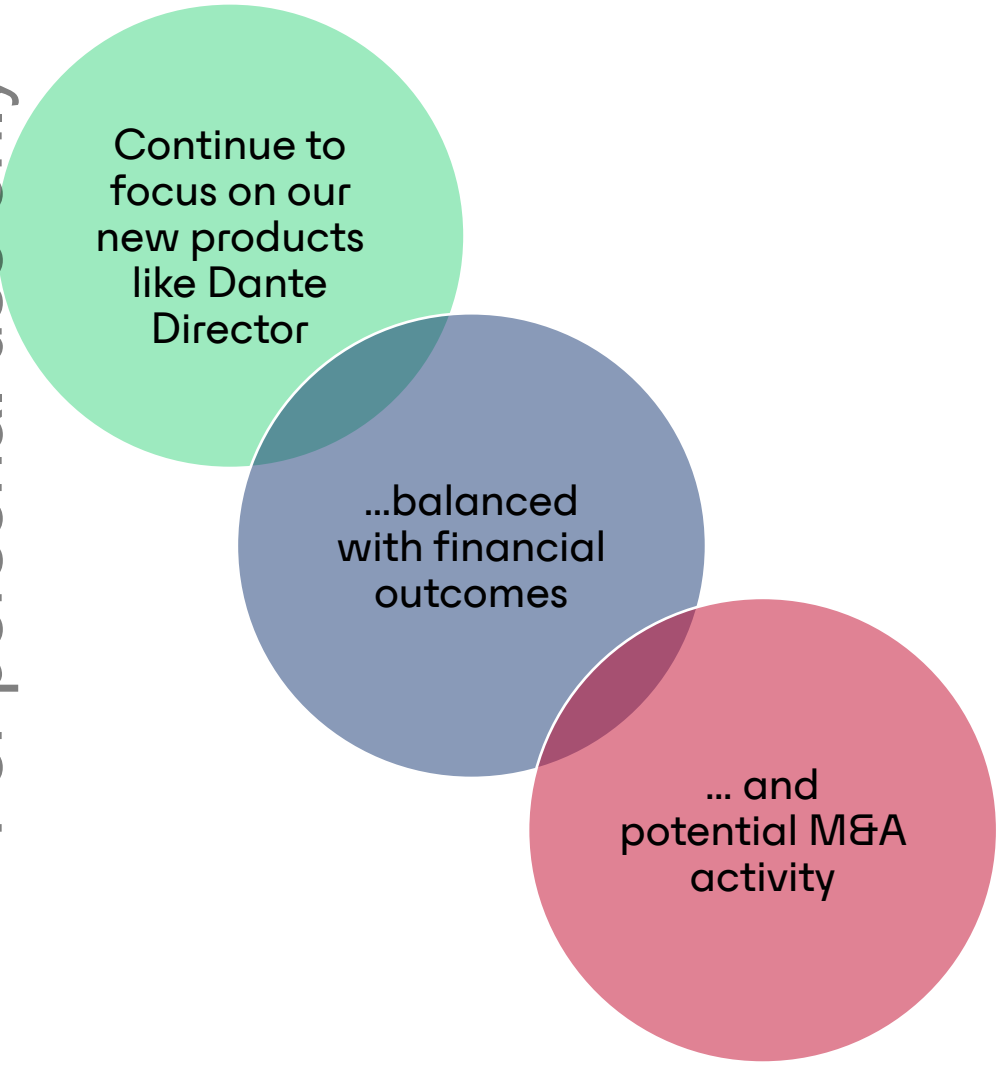 Continue to
focus on our
new products
like Dante
Director
...balanced
with financial
outcomes
... and
potential M&A
activity